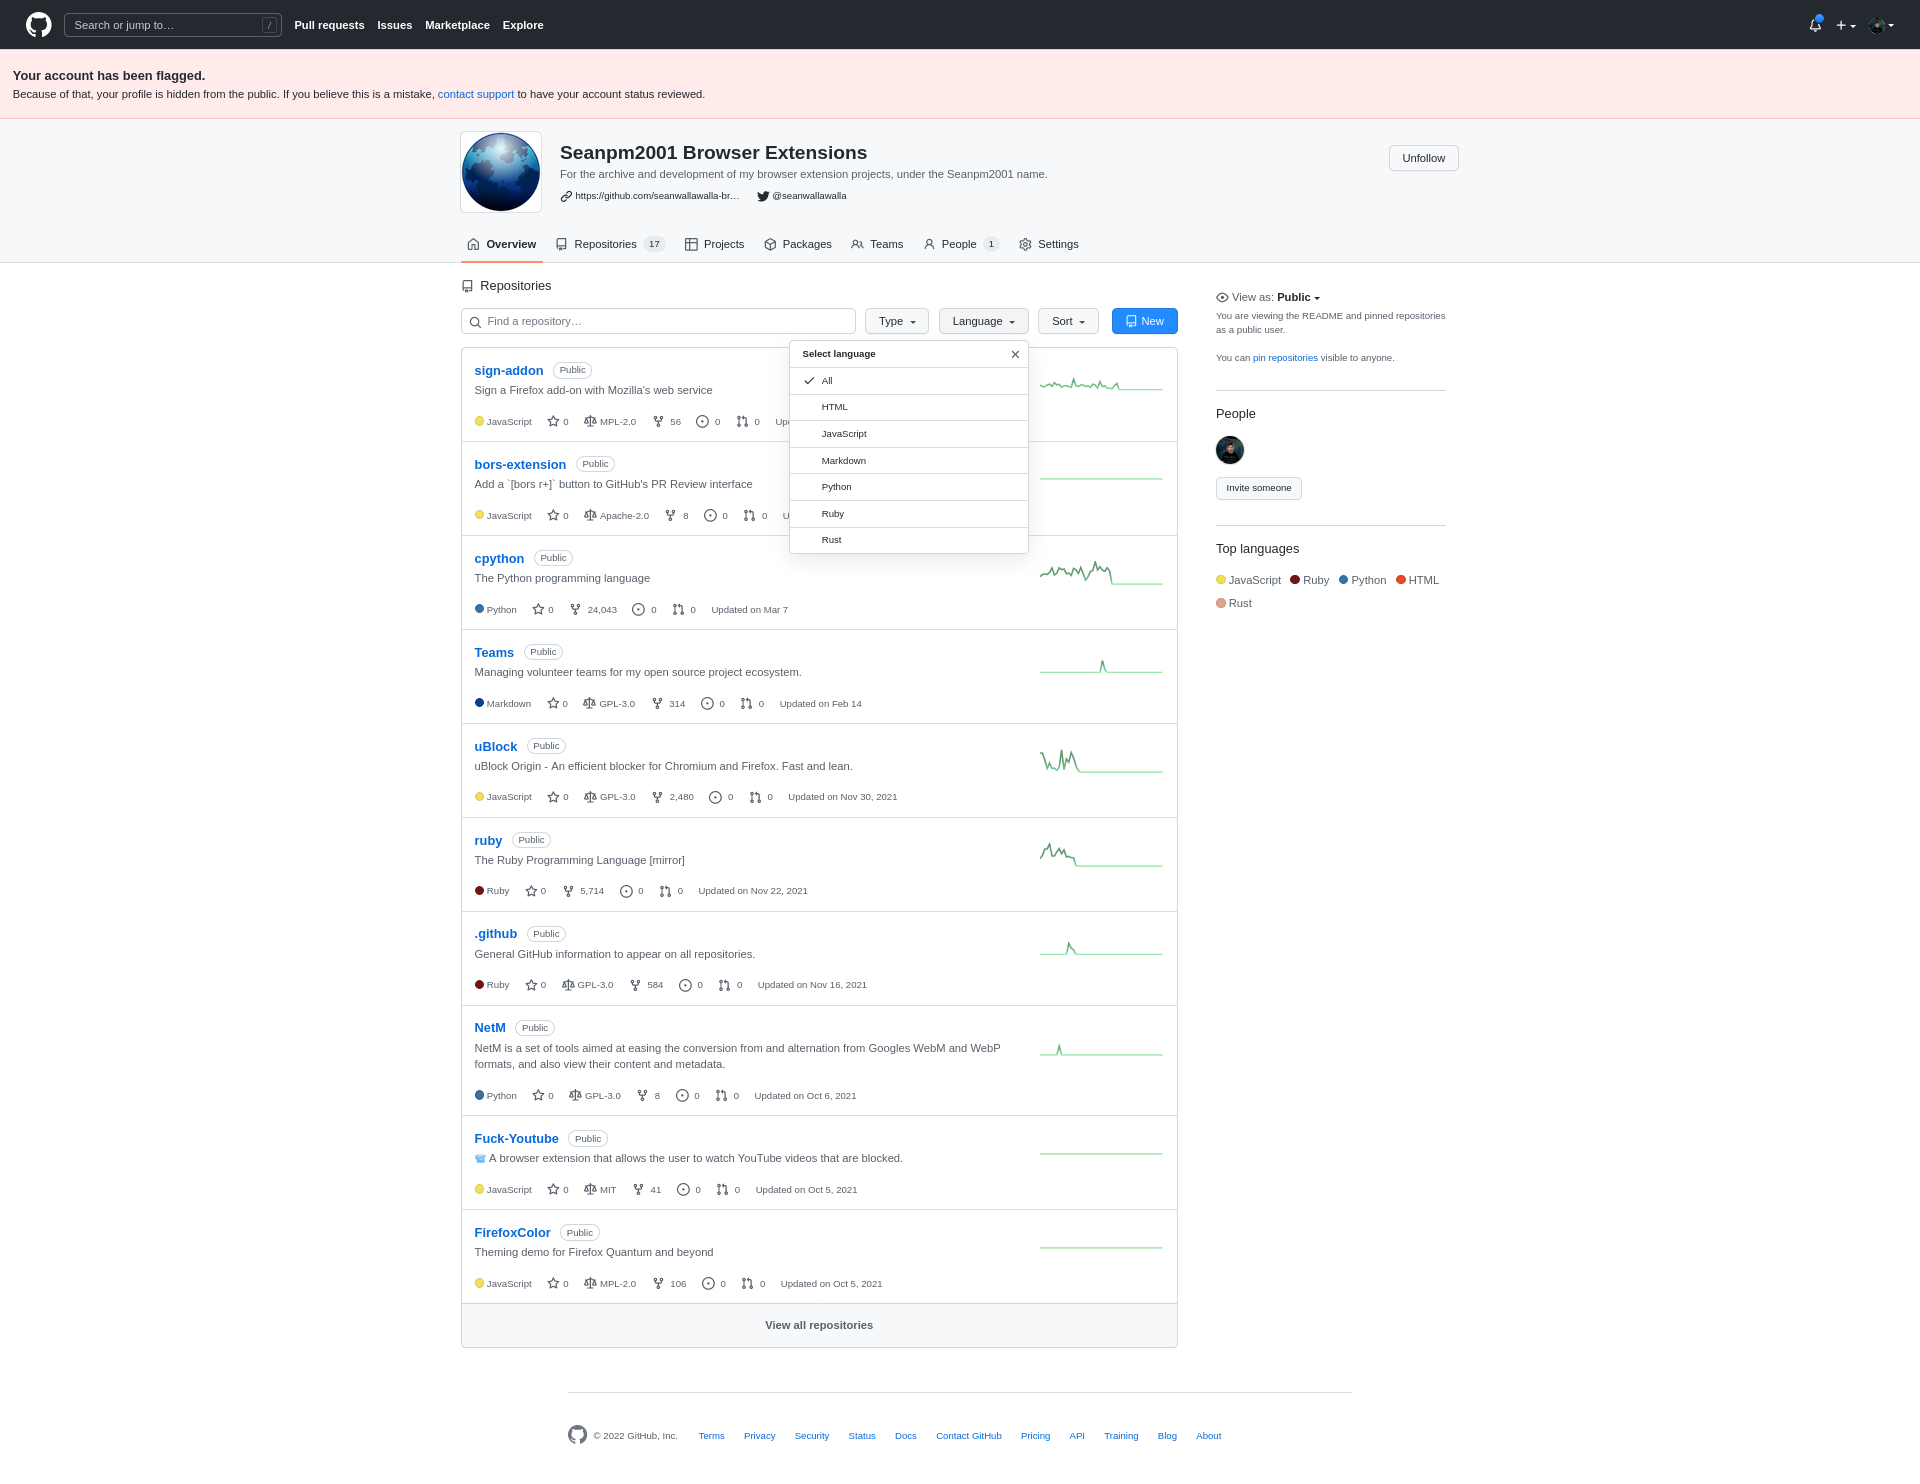 Search or jump to… /
Pull requests Issues Marketplace Explore
Your account has been flagged.
Because of that, your profile is hidden from the public. If you believe this is a mistake, contact support to have your account status reviewed.
Seanpm2001 Browser Extensions
For the archive and development of my browser extension projects, under the Seanpm2001 name.
https://github.com/seanwallawalla-br… @seanwallawalla
Unfollow
Overview Repositories 17 Projects Packages Teams People 1 Settings
Repositories
Find a repository…
Type Language Sort New
Select language
All
HTML
JavaScript
Markdown
Python
Ruby
Rust
sign-addon Public
Sign a Firefox add-on with Mozilla's web service
JavaScript 0 MPL-2.0 56 0 0
bors-extension Public
Add a `[bors r+]` button to GitHub's PR Review interface
JavaScript 0 Apache-2.0 8 0 0
cpython Public
The Python programming language
Python 0 24,043 0 0 Updated on Mar 7
Teams Public
Managing volunteer teams for my open source project ecosystem.
Markdown 0 GPL-3.0 314 0 0 Updated on Feb 14
uBlock Public
uBlock Origin - An efficient blocker for Chromium and Firefox. Fast and lean.
JavaScript 0 GPL-3.0 2,480 0 0 Updated on Nov 30, 2021
ruby Public
The Ruby Programming Language [mirror]
Ruby 0 5,714 0 0 Updated on Nov 22, 2021
.github Public
General GitHub information to appear on all repositories.
Ruby 0 GPL-3.0 584 0 0 Updated on Nov 16, 2021
NetM Public
NetM is a set of tools aimed at easing the conversion from and alternation from Googles WebM and WebP
formats, and also view their content and metadata.
Python 0 GPL-3.0 8 0 0 Updated on Oct 6, 2021
Fuck-Youtube Public
A browser extension that allows the user to watch YouTube videos that are blocked.
JavaScript 0 MIT 41 0 0 Updated on Oct 5, 2021
FirefoxColor Public
Theming demo for Firefox Quantum and beyond
JavaScript 0 MPL-2.0 106 0 0 Updated on Oct 5, 2021
View all repositories
View as: Public
You are viewing the README and pinned repositories
as a public user.
You can pin repositories visible to anyone.
People
Invite someone
Top languages
JavaScript Ruby Python HTML
Rust
© 2022 GitHub, Inc. Terms Privacy Security Status Docs Contact GitHub Pricing API Training Blog About